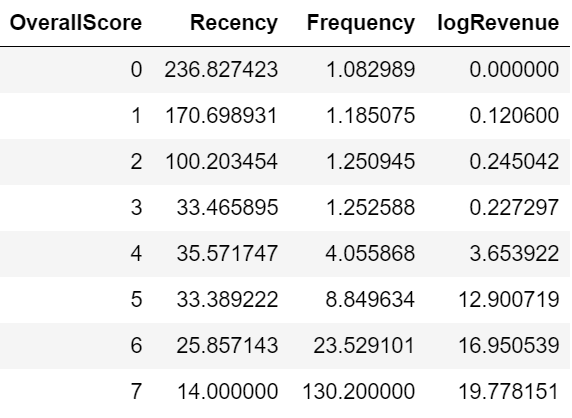 OverallScore Recency Frequency logRevenue
0 236.827423 1.082989 0.000000
1 170.698931 1.185075 0.120600
2 100.203454 1.250945 0.245042
3 33.465895 1.252588 0.227297
4 35.571747 4.055868 3.653922
5 33.389222 8.849634 12.900719
6 25.857143 23.529101 16.950539
7 14.000000 130.200000 19.778151